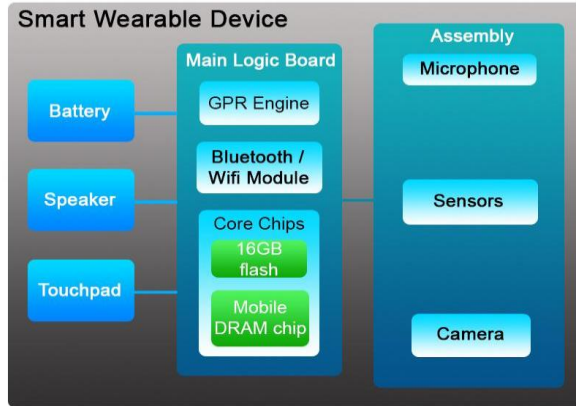 Smart Wearable Device
Battery
Speaker
Touchpad
Main Logic Board
GPR Engine
Bluetooth /
Wifi Module
Core Chips
16GB
flash
Mobile
DRAM chip
Assembly
Microphone
Sensors
Camera